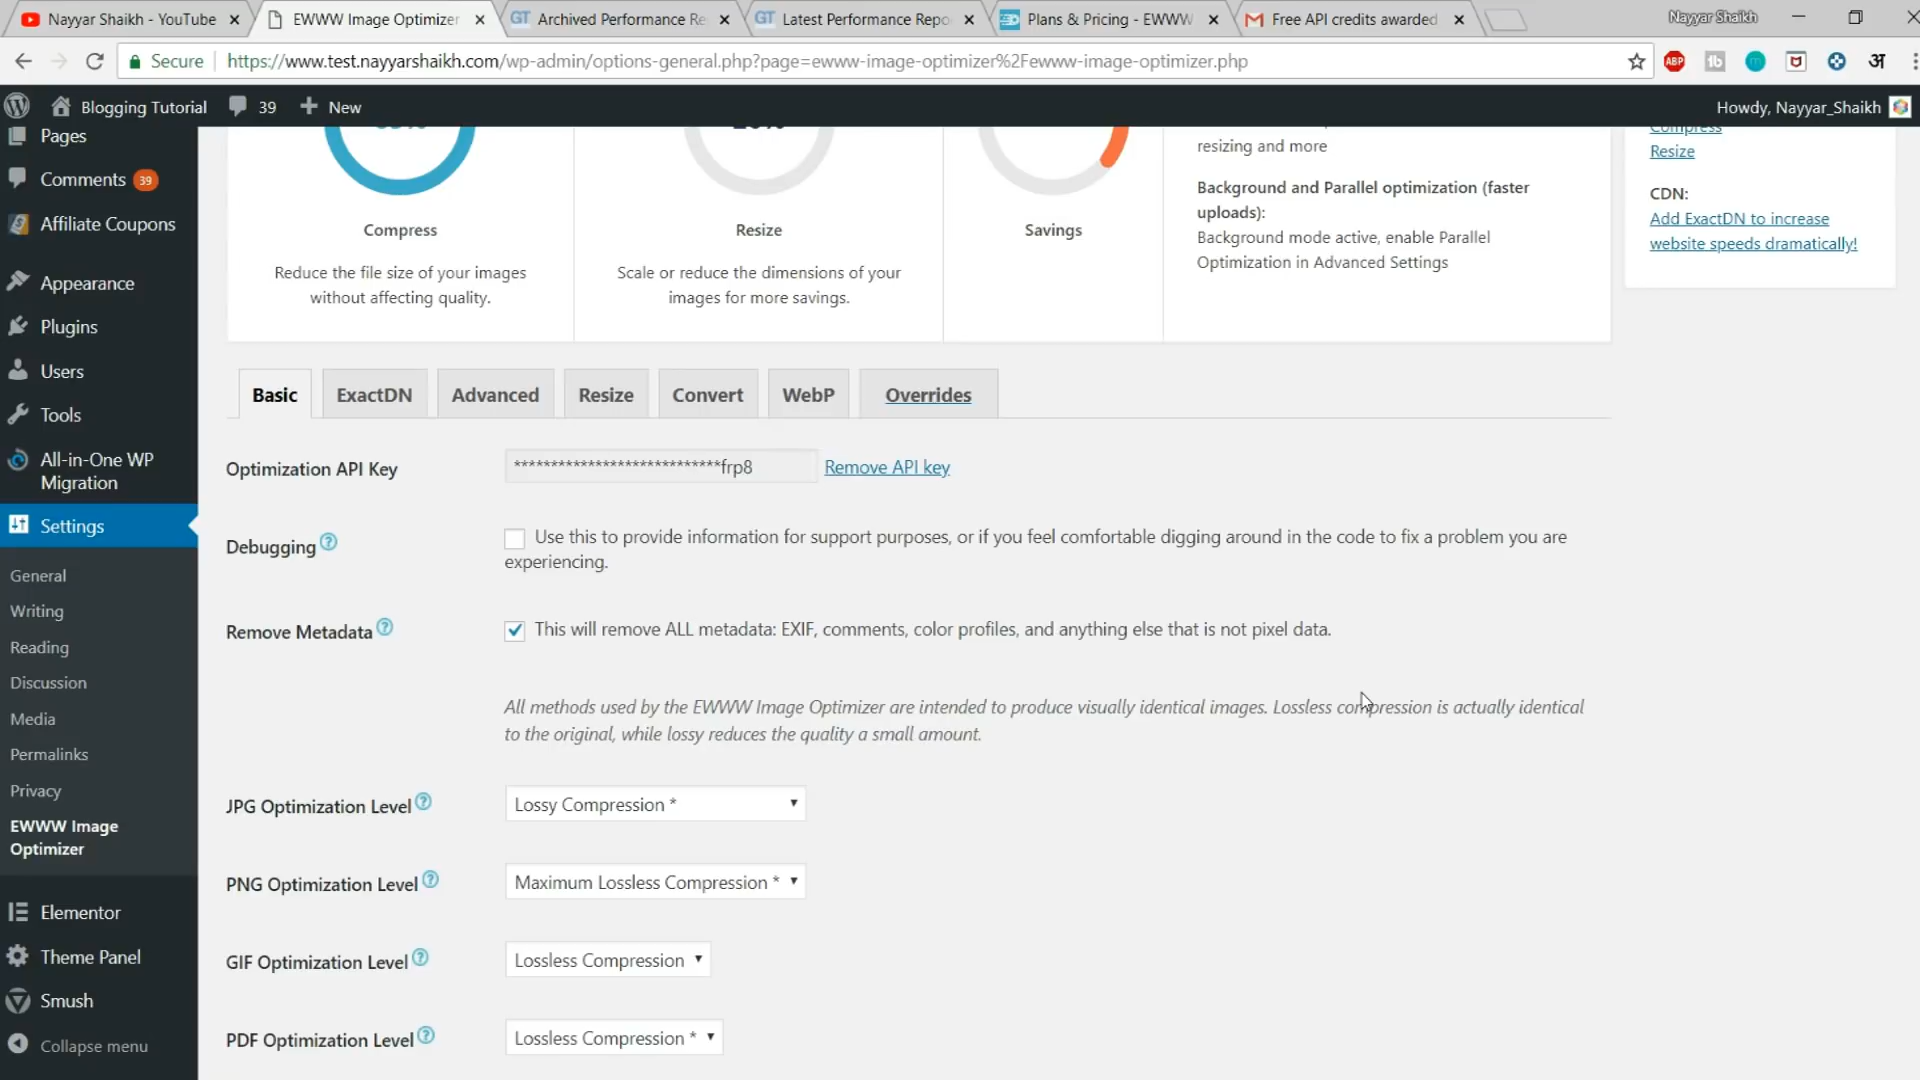 Nayyar Shaikh - YouTube
EWWW Image Optimizer
GT Archived Performance Re
GT Latest Performance Repo
Plans & Pricing - EWWW
Free API credits awarded
Nayyar Shaikh
Secure
https://www.test.nayyarshaikh.com/wp-admin/options-general.php?page=ewww-image-optimizer%2Fewww-image-optimizer.php
ABP
अ
Blogging Tutorial
39
+ New
Howdy, Nayyar_Shaikh
Pages
Comments 39
Affiliate Coupons
Appearance
Plugins
Users
Tools
All-in-One WP
Migration
Settings
General
Writing
Reading
Discussion
Media
Permalinks
Privacy
EWWW Image
Optimizer
Elementor
Theme Panel
Smush
Collapse menu
Compress
Reduce the file size of your images
without affecting quality.
Resize
Scale or reduce the dimensions of your
images for more savings.
Savings
resizing and more
Background and Parallel optimization (faster
uploads):
Background mode active, enable Parallel
Optimization in Advanced Settings
Compress
Resize
CDN:
Add ExactDN to increase
website speeds dramatically!
Basic
ExactDN
Advanced
Resize
Convert
WebP
Overrides
Optimization API Key
****************************frp8
Remove API key
Debugging
Use this to provide information for support purposes, or if you feel comfortable digging around in the code to fix a problem you are
experiencing.
Remove Metadata
This will remove ALL metadata: EXIF, comments, color profiles, and anything else that is not pixel data.
All methods used by the EWWW Image Optimizer are intended to produce visually identical images. Lossless compression is actually identical
to the original, while lossy reduces the quality a small amount.
JPG Optimization Level
Lossy Compression *
PNG Optimization Level
Maximum Lossless Compression *
GIF Optimization Level
Lossless Compression
PDF Optimization Level
Lossless Compression *